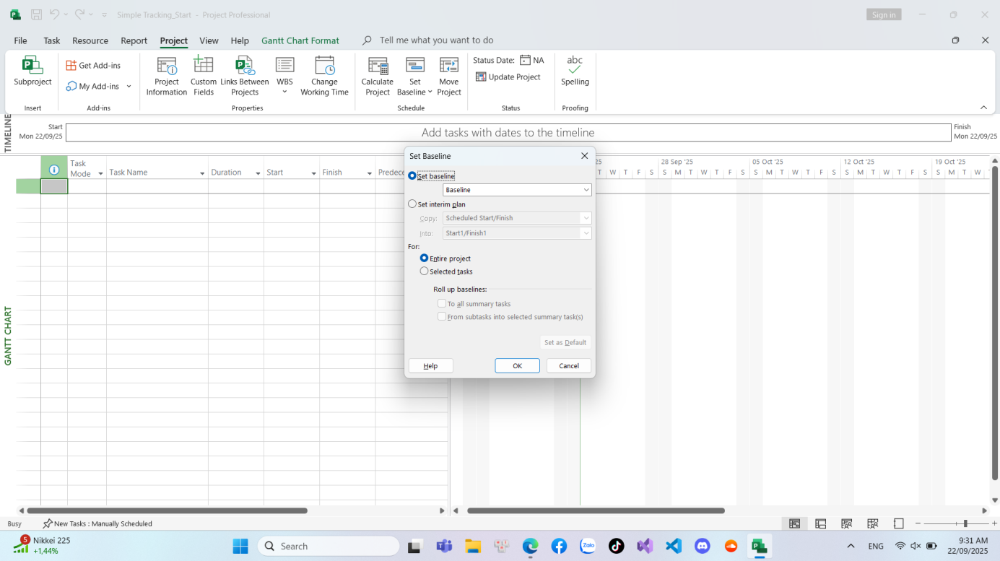 Simple Tracking_Start - Project Professional
Sign in
File Task Resource Report Project View Help Gantt Chart Format Tell me what you want to do
Subproject
Insert
Get Add-ins
My Add-ins
Add-ins
Project Information
Custom Fields
Links Between Projects
WBS
Change Working Time
Properties
Calculate Project
Set Baseline
Move Project
Schedule
Status Date: NA
Update Project
Status
abc
Spelling
Proofing
TIMELINE
Start
Mon 22/09/25
Add tasks with dates to the timeline
Finish
Mon 22/09/25
Task Mode
Task Name
Duration
Start
Finish
Predece
25
28 Sep '25
05 Oct '25
12 Oct '25
19 Oct '25
T W T F S S M T W T F S S M T W T F S S M T W T F S S M T W
GANTT CHART
Set Baseline
Set baseline
Baseline
Set interim plan
Copy: Scheduled Start/Finish
Into: Start1/Finish1
For:
Entire project
Selected tasks
Roll up baselines:
To all summary tasks
From subtasks into selected summary task(s)
Set as Default
Help
OK
Cancel
Busy
New Tasks : Manually Scheduled
5
Nikkei 225
+1,44%
Search
Zalo
ENG
9:31 AM
22/09/2025